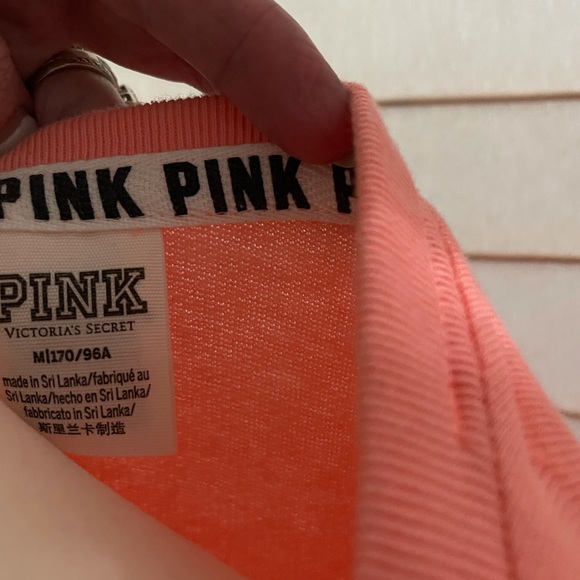 PINK PINK P
PINK
VICTORIA'S SECRET
M|170/96A
made in Sri Lanka/fabriqué au
Sri Lanka/hecho en Sri Lanka/
fabbricato in Sri Lanka/
斯里兰卡制造